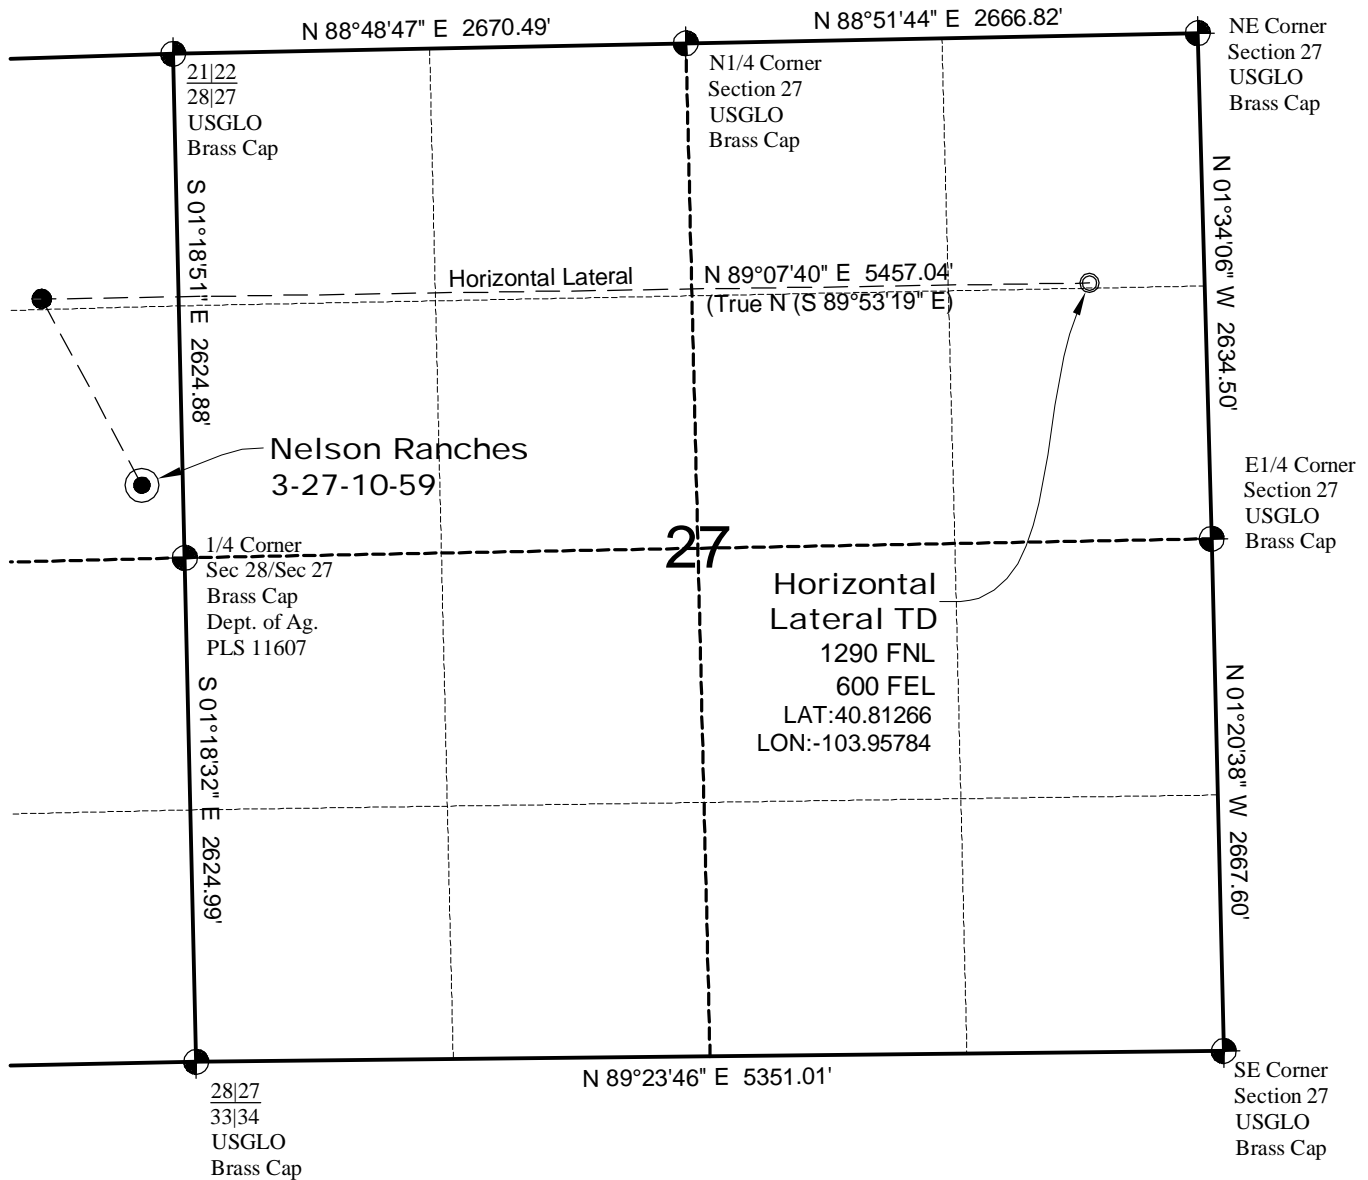 N 88°48'47" E 2670.49'
N 88°51'44" E 2666.82'
NE Corner
Section 27
USGLO
Brass Cap
21|22
28|27
USGLO
Brass Cap
N1/4 Corner
Section 27
USGLO
Brass Cap
S 01°18'51" E 2624.88'
N 01°34'06" W 2634.50'
Horizontal Lateral
N 89°07'40" E 5457.04'
(True N (S 89°53'19" E)
Nelson Ranches
3-27-10-59
E1/4 Corner
Section 27
USGLO
Brass Cap
27
1/4 Corner
Sec 28/Sec 27
Brass Cap
Dept. of Ag.
PLS 11607
Horizontal
Lateral TD
1290 FNL
600 FEL
LAT:40.81266
LON:-103.95784
S 01°18'32" E 2624.99'
N 01°20'38" W 2667.60'
N 89°23'46" E 5351.01'
28|27
33|34
USGLO
Brass Cap
SE Corner
Section 27
USGLO
Brass Cap